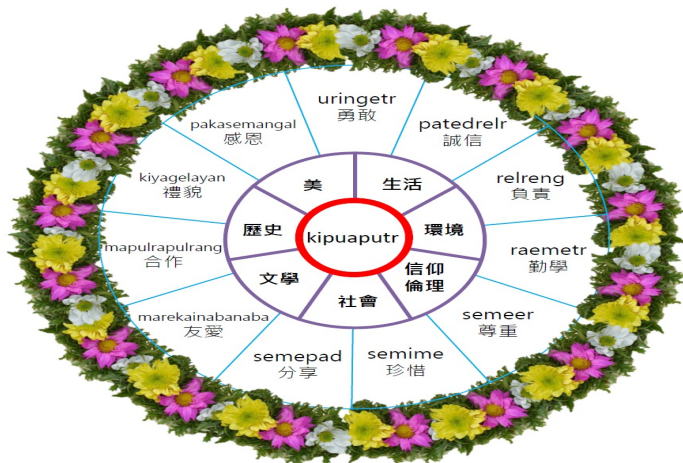 uringetr
勇敢
patedrelr
誠信
relreng
負責
raemetr
勤學
semeer
尊重
semime
珍惜
semepad
分享
marekainabanaba
友愛
mapulrapulrang
合作
kiyagelayan
禮貌
pakasemangal
感恩
美
生活
環境
信仰
倫理
社會
文學
歷史
kipuaputr